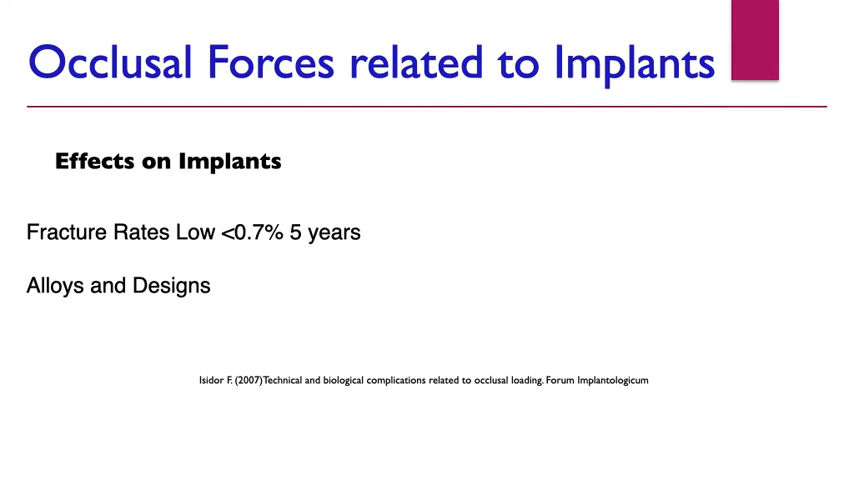 Occlusal Forces related to Implants
Effects on Implants
Fracture Rates Low <0.7% 5 years
Alloys and Designs
Isidor F. (2007)Technical and biological complications related to occlusal loading. Forum Implantologicum